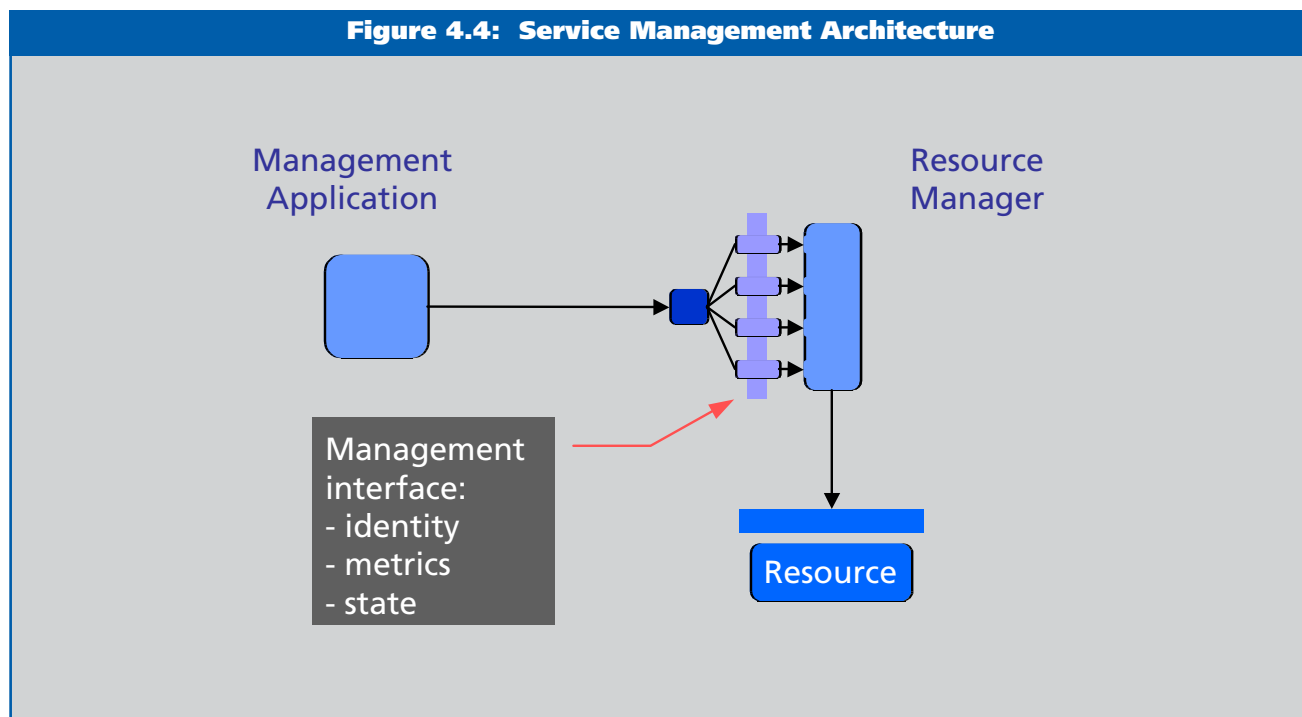 Figure 4.4: Service Management Architecture
Management
Application
Resource
Manager
Management
interface:
- identity
- metrics
- state
Resource